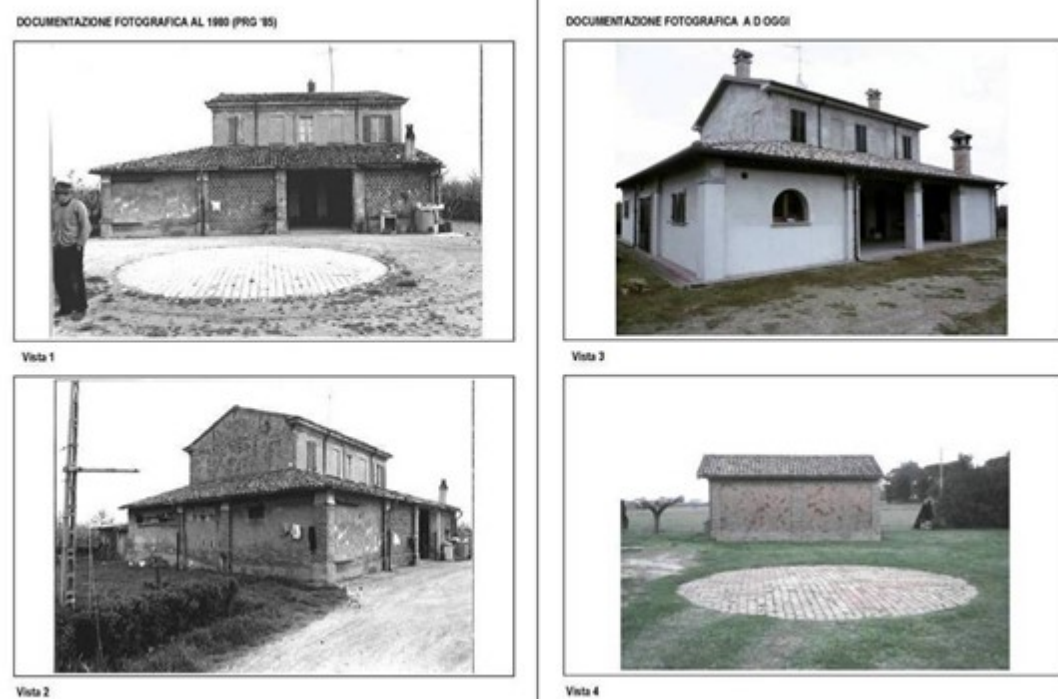 DOCUMENTAZIONE FOTOGRAFICA AL 1980 (PRG '85)
Vista 1
Vista 2
DOCUMENTAZIONE FOTOGRAFICA A D OGGI
Vista 3
Vista 4